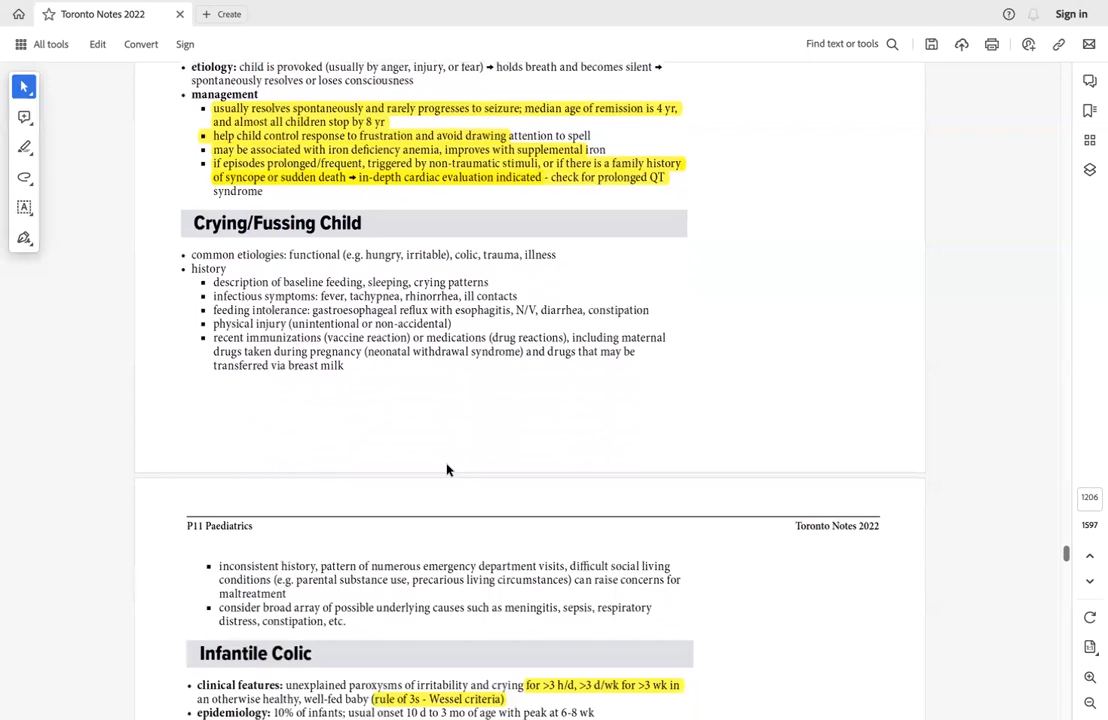 Toronto Notes 2022
Create
Sign in
All tools
Edit
Convert
Sign
Find text or tools
• etiology: child is provoked (usually by anger, injury, or fear) → holds breath and becomes silent →
spontaneously resolves or loses consciousness
• management
▪ usually resolves spontaneously and rarely progresses to seizure; median age of remission is 4 yr,
and almost all children stop by 8 yr
▪ help child control response to frustration and avoid drawing attention to spell
▪ may be associated with iron deficiency anemia, improves with supplemental iron
▪ if episodes prolonged/frequent, triggered by non-traumatic stimuli, or if there is a family history
of syncope or sudden death → in-depth cardiac evaluation indicated - check for prolonged QT
syndrome
Crying/Fussing Child
• common etiologies: functional (e.g. hungry, irritable), colic, trauma, illness
• history
▪ description of baseline feeding, sleeping, crying patterns
▪ infectious symptoms: fever, tachypnea, rhinorrhea, ill contacts
▪ feeding intolerance: gastroesophageal reflux with esophagitis, N/V, diarrhea, constipation
▪ physical injury (unintentional or non-accidental)
▪ recent immunizations (vaccine reaction) or medications (drug reactions), including maternal
drugs taken during pregnancy (neonatal withdrawal syndrome) and drugs that may be
transferred via breast milk
1206
1597
P11 Paediatrics
Toronto Notes 2022
▪ inconsistent history, pattern of numerous emergency department visits, difficult social living
conditions (e.g. parental substance use, precarious living circumstances) can raise concerns for
maltreatment
▪ consider broad array of possible underlying causes such as meningitis, sepsis, respiratory
distress, constipation, etc.
Infantile Colic
• clinical features: unexplained paroxysms of irritability and crying for >3 h/d, >3 d/wk for >3 wk in
an otherwise healthy, well-fed baby (rule of 3s - Wessel criteria)
• epidemiology: 10% of infants; usual onset 10 d to 3 mo of age with peak at 6-8 wk